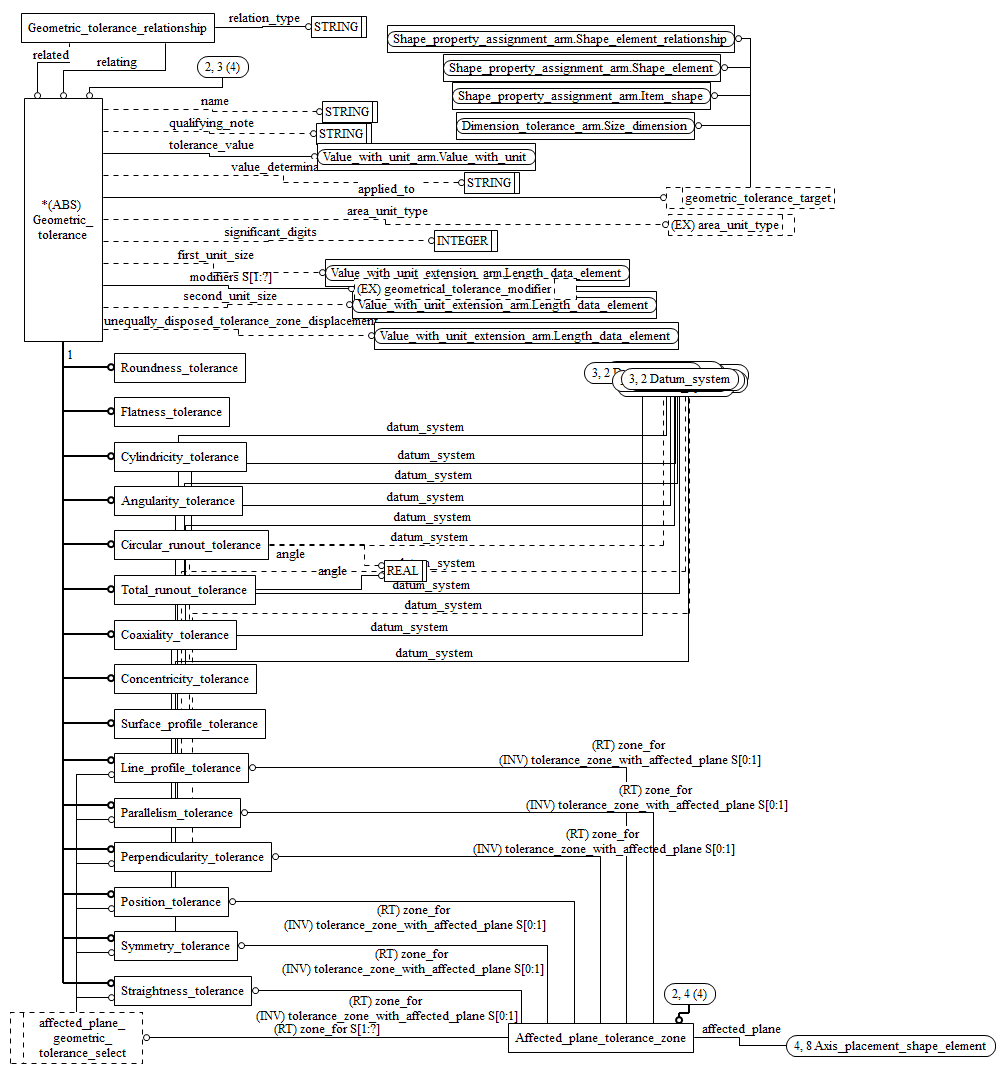 Geometric_tolerance_relationship
relation_type
STRING
related
relating
2, 3 (4)
Shape_property_assignment_arm.Shape_element_relationship
Shape_property_assignment_arm.Shape_element
Shape_property_assignment_arm.Item_shape
Dimension_tolerance_arm.Size_dimension
*(ABS)
Geometric_
tolerance
name
STRING
qualifying_note
STRING
tolerance_value
Value_with_unit_arm.Value_with_unit
value_determina
STRING
applied_to
geometric_tolerance_target
area_unit_type
(EX) area_unit_type
significant_digits
INTEGER
first_unit_size
Value_with_unit_extension_arm.Length_data_element
modifiers S[1:?]
(EX) geometrical_tolerance_modifier
second_unit_size
Value_with_unit_extension_arm.Length_data_element
unequally_disposed_tolerance_zone_displacement
Value_with_unit_extension_arm.Length_data_element
1
Roundness_tolerance
3, 2
3, 2 Datum_system
Flatness_tolerance
datum_system
Cylindricity_tolerance
datum_system
datum_system
Angularity_tolerance
datum_system
datum_system
Circular_runout_tolerance
datum_system
angle
REAL
angle
Total_runout_tolerance
datum_system
datum_system
Coaxiality_tolerance
datum_system
datum_system
Concentricity_tolerance
Surface_profile_tolerance
Line_profile_tolerance
(RT) zone_for
(INV) tolerance_zone_with_affected_plane S[0:1]
Parallelism_tolerance
(RT) zone_for
(INV) tolerance_zone_with_affected_plane S[0:1]
Perpendicularity_tolerance
(RT) zone_for
(INV) tolerance_zone_with_affected_plane S[0:1]
Position_tolerance
(RT) zone_for
(INV) tolerance_zone_with_affected_plane S[0:1]
Symmetry_tolerance
(RT) zone_for
(INV) tolerance_zone_with_affected_plane S[0:1]
Straightness_tolerance
(RT) zone_for
(INV) tolerance_zone_with_affected_plane S[0:1]
2, 4 (4)
affected_plane_
geometric_
tolerance_select
(RT) zone_for S[1:?]
Affected_plane_tolerance_zone
affected_plane
4, 8 Axis_placement_shape_element